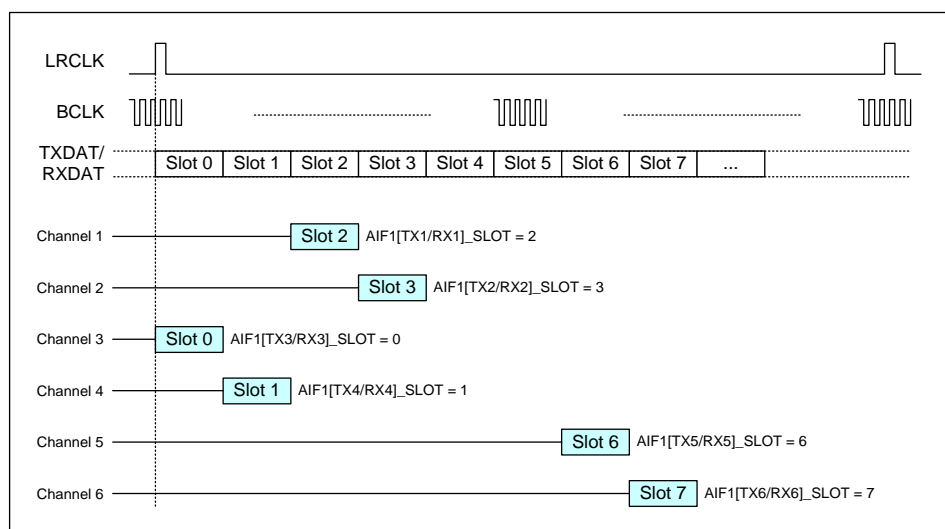 LRCLK
BCLK
TXDAT/
RXDAT
Slot 0 Slot 1 Slot 2 Slot 3 Slot 4 Slot 5 Slot 6 Slot 7 ...
Channel 1 Slot 2 AIF1[TX1/RX1]_SLOT = 2
Channel 2 Slot 3 AIF1[TX2/RX2]_SLOT = 3
Channel 3 Slot 0 AIF1[TX3/RX3]_SLOT = 0
Channel 4 Slot 1 AIF1[TX4/RX4]_SLOT = 1
Channel 5 Slot 6 AIF1[TX5/RX5]_SLOT = 6
Channel 6 Slot 7 AIF1[TX6/RX6]_SLOT = 7